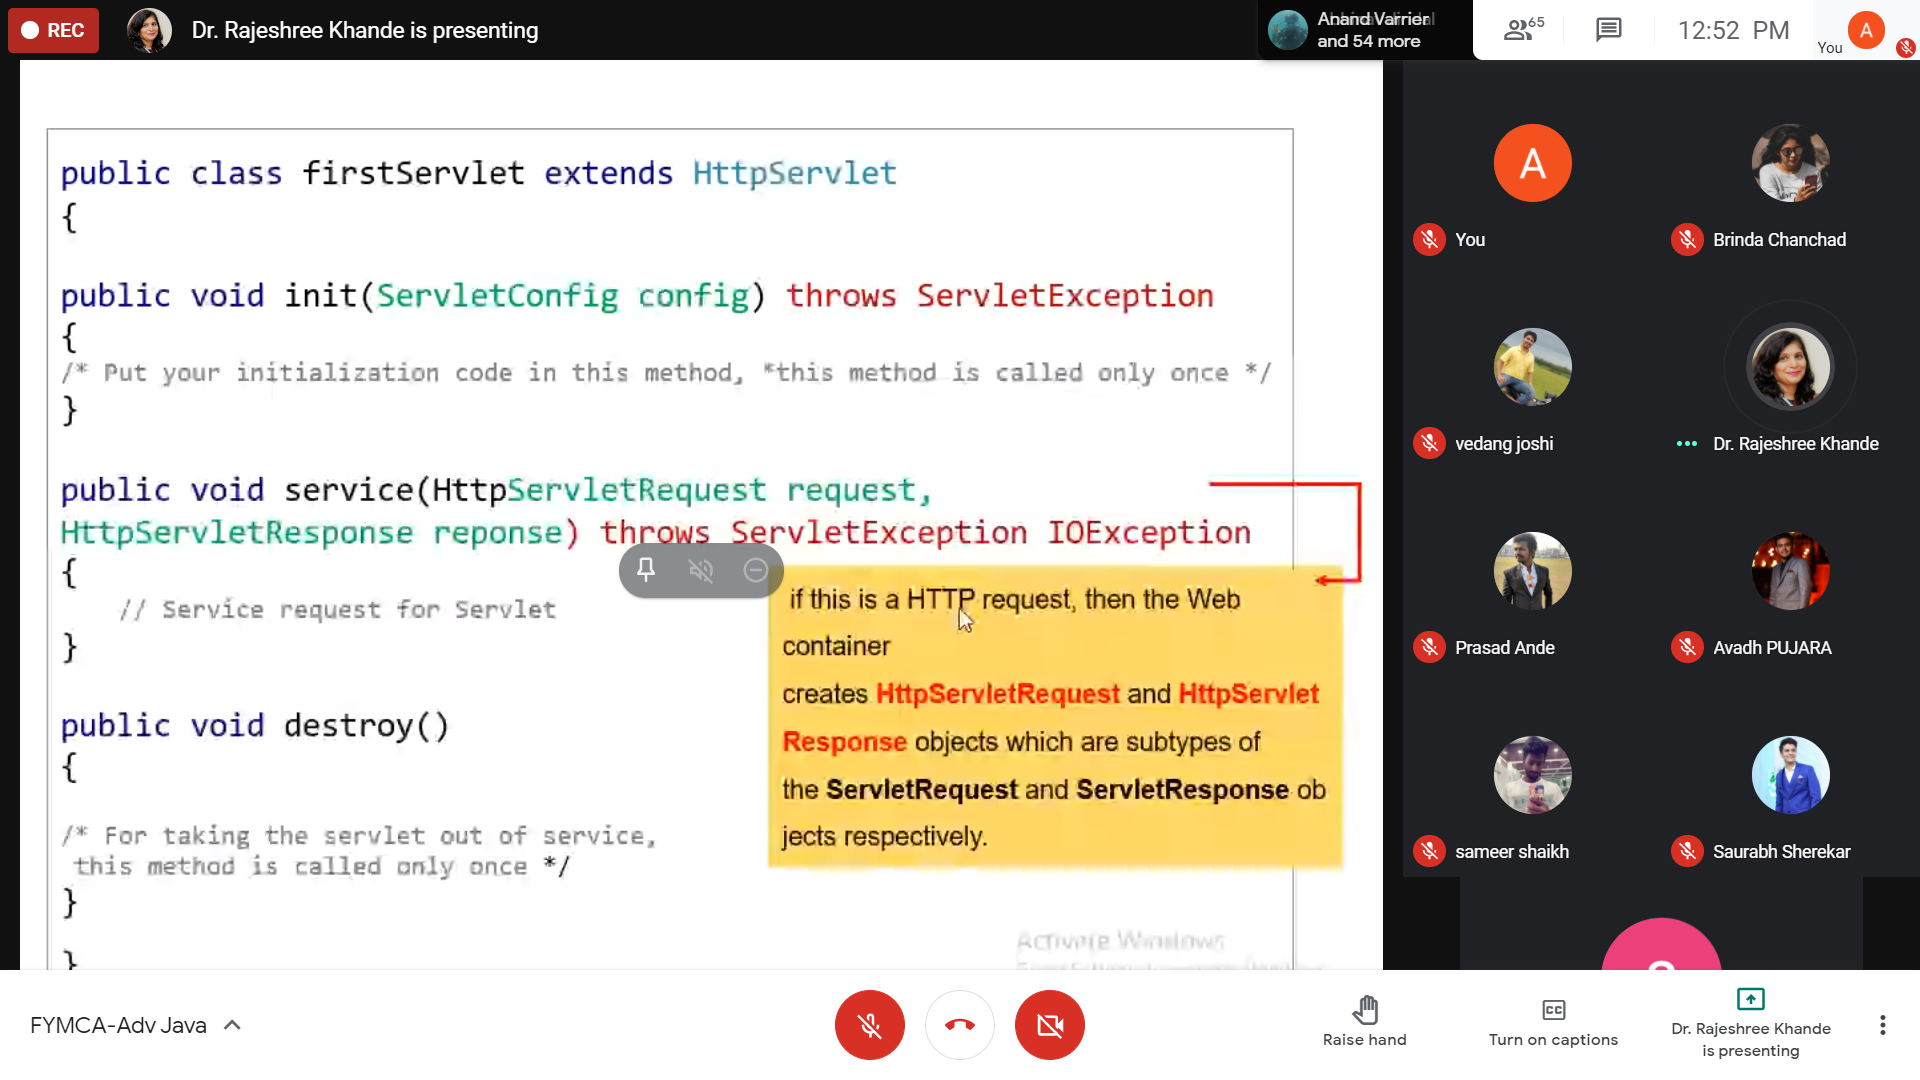 REC
Dr. Rajeshree Khande is presenting
Anand Varrier
and 54 more
65
12:52 PM
You
A
public class firstServlet extends HttpServlet
{
public void init(ServletConfig config) throws ServletException
{
/* Put your initialization code in this method, *this method is called only once */
}
public void service(HttpServletRequest request,
HttpServletResponse reponse) throws ServletException IOException
{
// Service request for Servlet
}
public void destroy()
{
/* For taking the servlet out of service,
this method is called only once */
}
}
if this is a HTTP request, then the Web
container
creates HttpServletRequest and HttpServlet
Response objects which are subtypes of
the ServletRequest and ServletResponse ob
jects respectively.
Activate Windows
A
You
Brinda Chanchad
vedang joshi
Dr. Rajeshree Khande
Prasad Ande
Avadh PUJARA
sameer shaikh
Saurabh Sherekar
FYMCA-Adv Java
Raise hand
CC
Turn on captions
Dr. Rajeshree Khande
is presenting